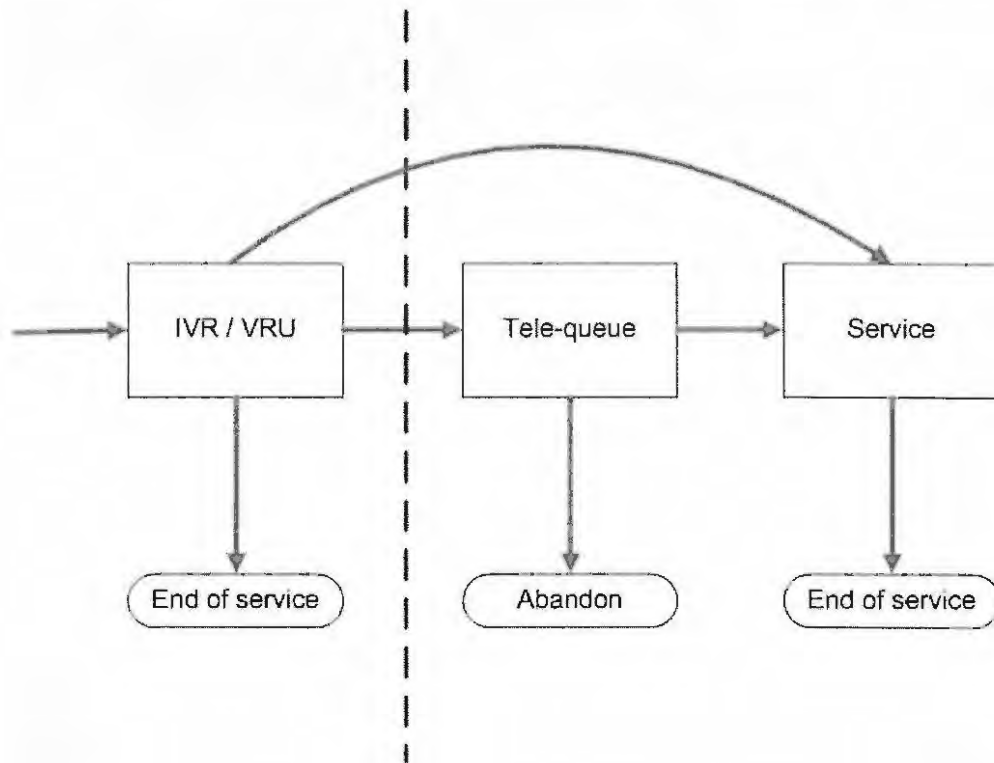 IVR / VRU
Tele-queue
Service
End of service
Abandon
End of service